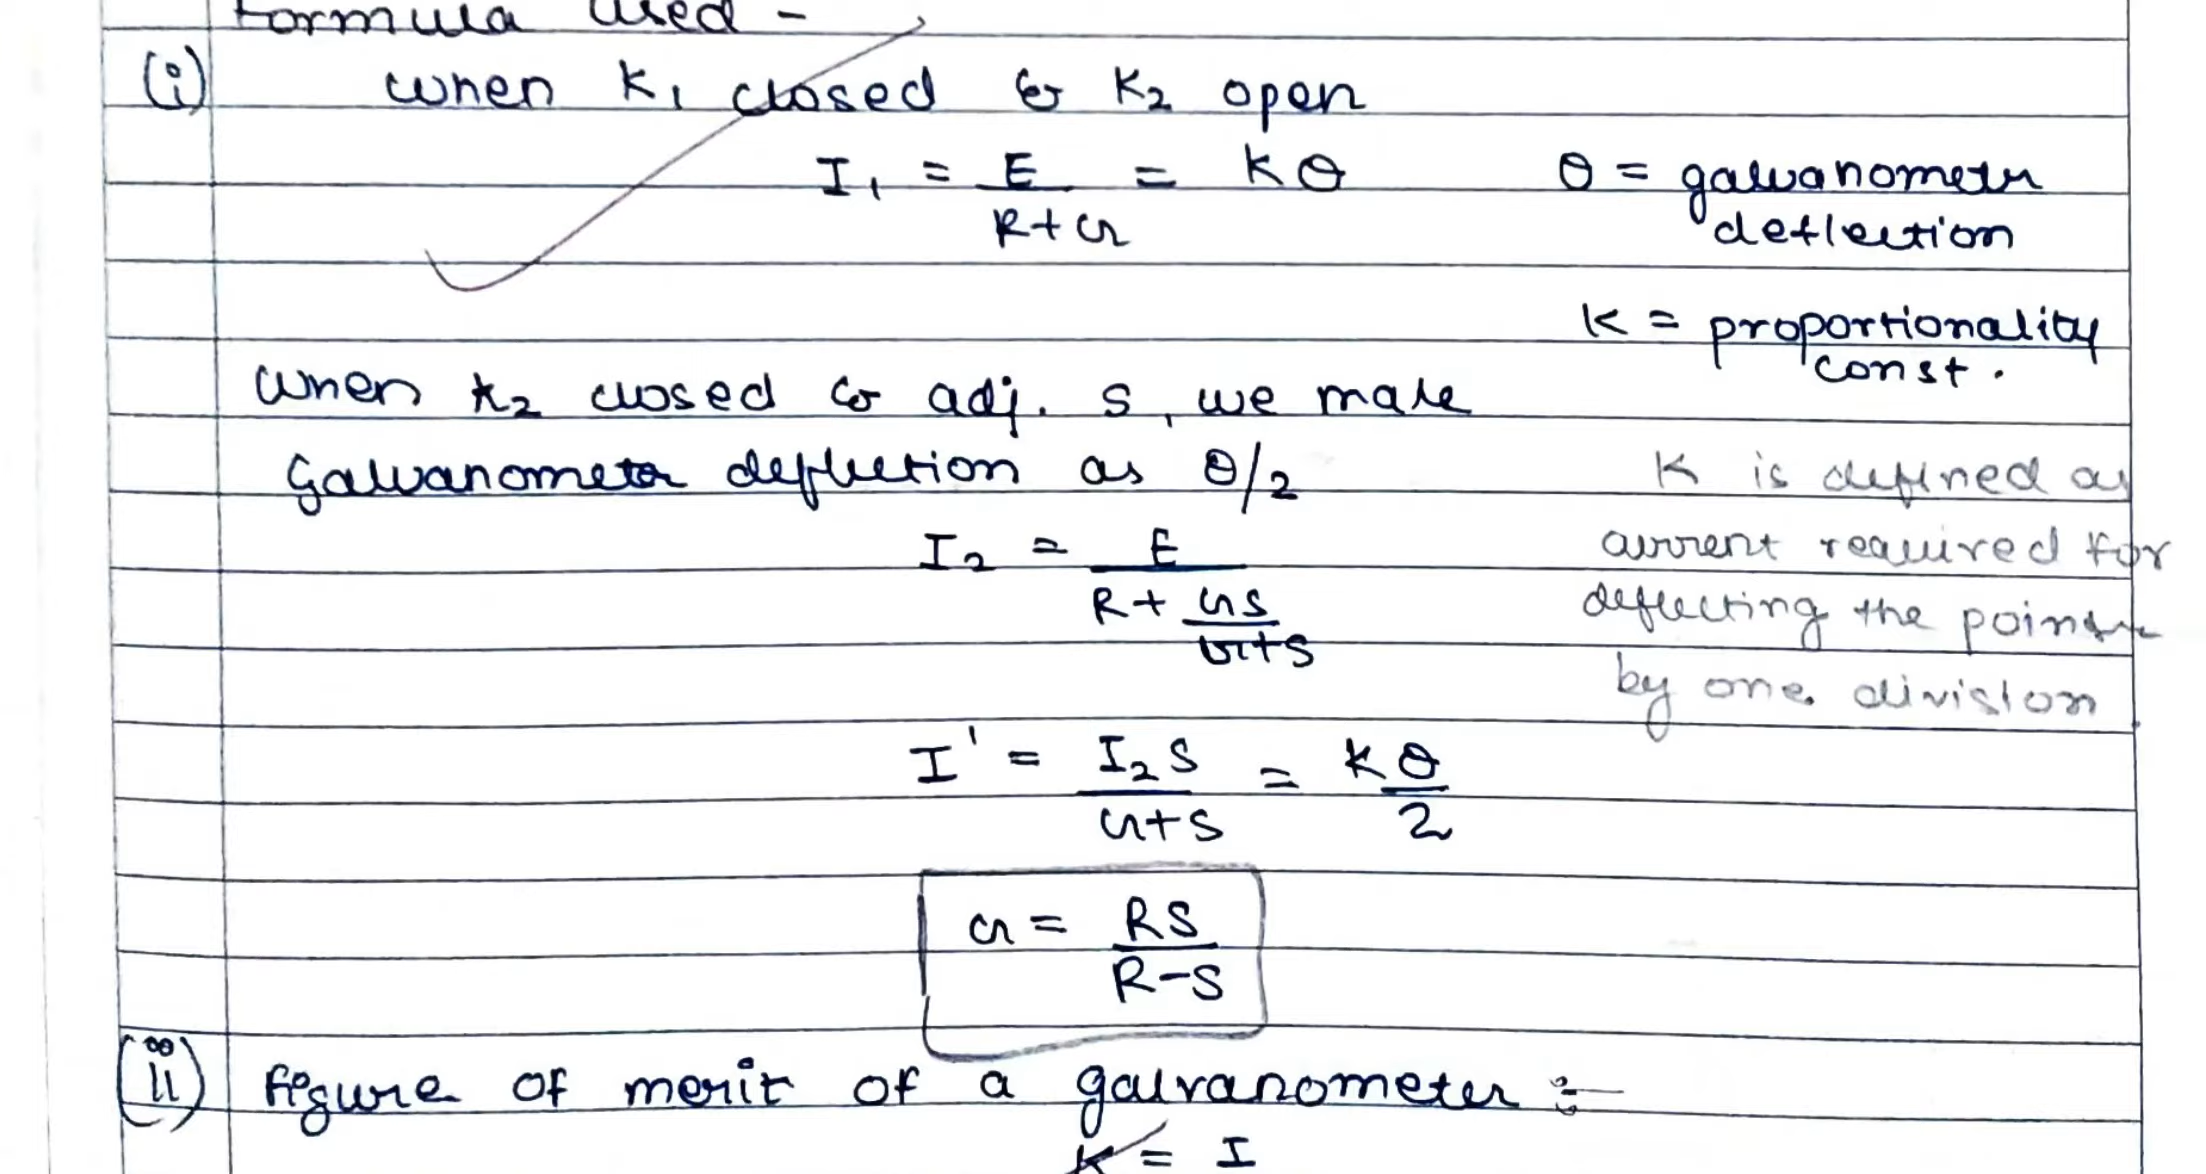 Formula used -
(i) when K₁ closed & K₂ open
I₁ = E/(R+G) = Kθ
θ = galvanometer
deflection
K = proportionality
const.
when K₂ closed & adj. S, we make
Galvanometer deflection as θ/2
K is defined as
current required for
deflecting the pointer
by one division
I₂ = E/(R + GS/(G+S))
I' = I₂S/(G+S) = Kθ/2
G = RS/(R-S)
(ii) figure of merit of a galvanometer :-
K = I